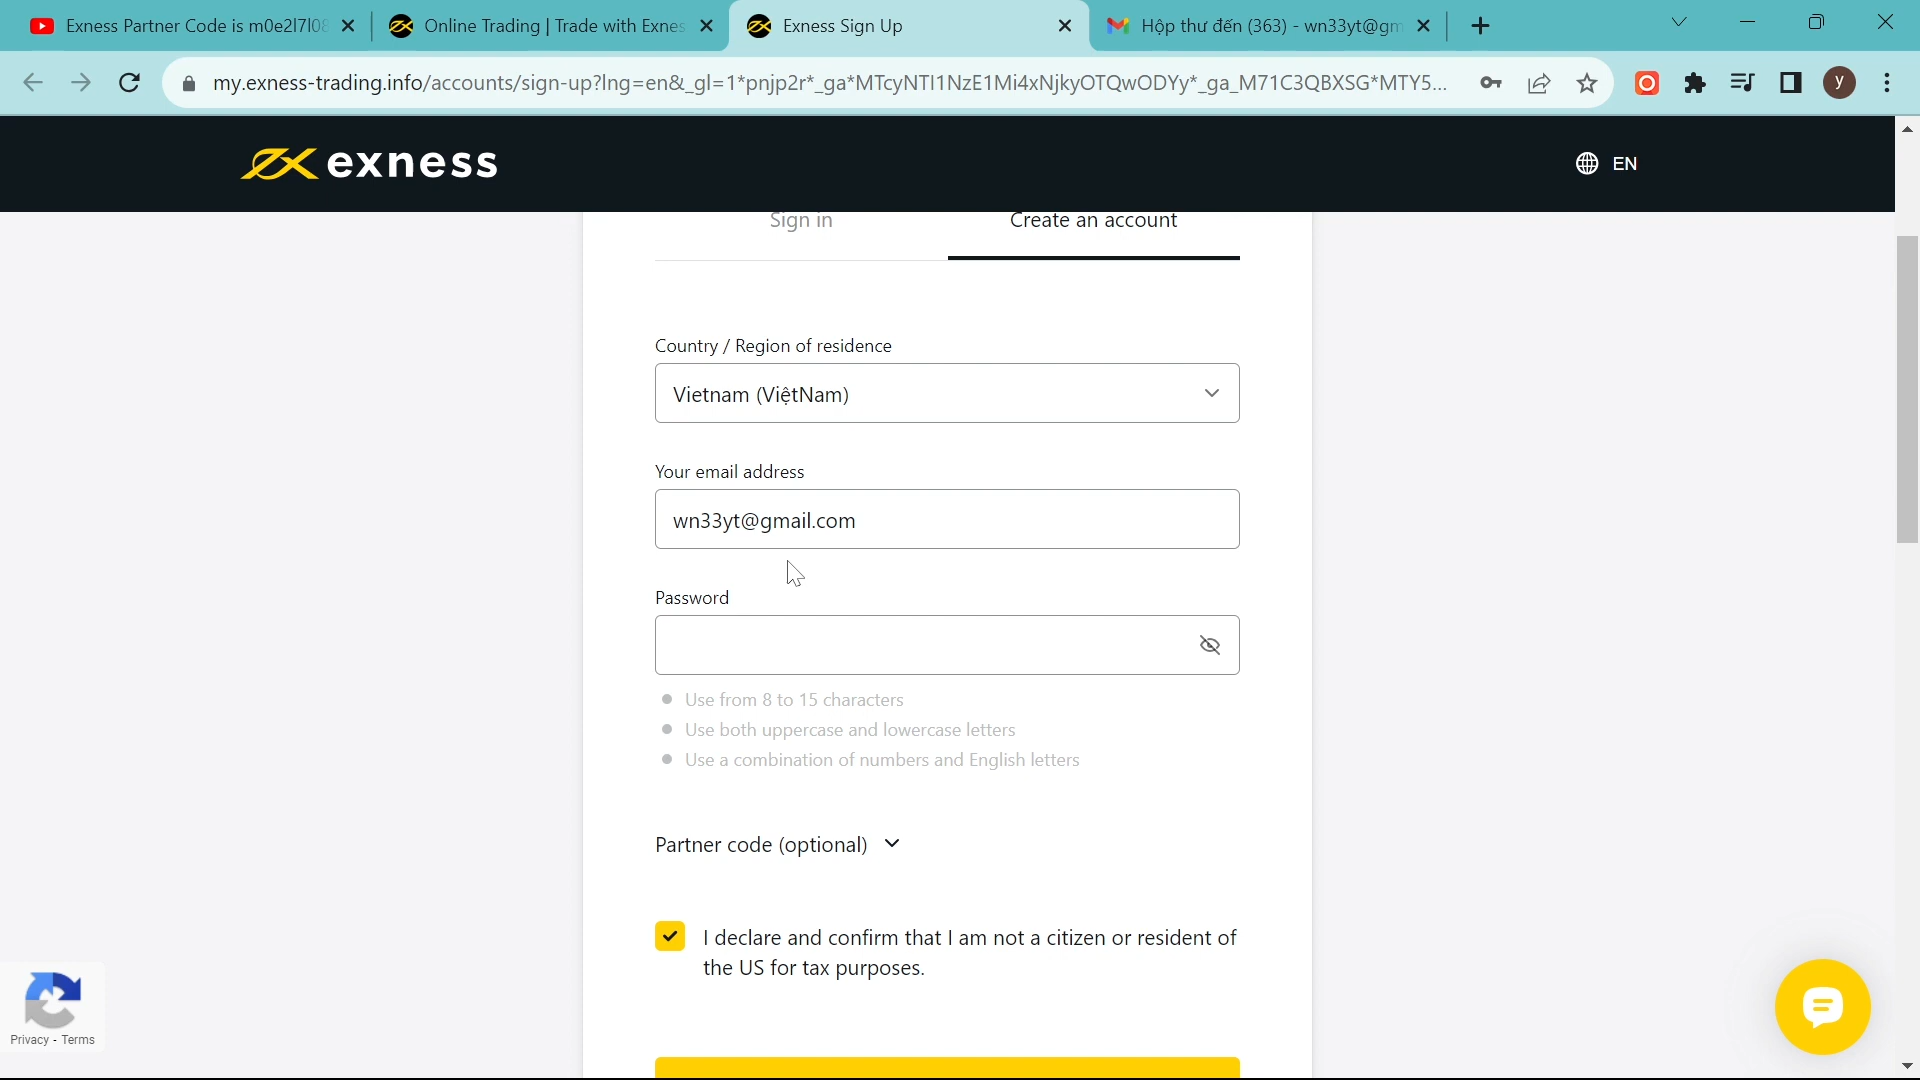 Exness Partner Code is m0e2l7l08
Online Trading | Trade with Exnes
Exness Sign Up
Hộp thư đến (363) - wn33yt@gm
my.exness-trading.info/accounts/sign-up?lng=en&_gl=1*pnjp2r*_ga*MTcyNTI1NzE1Mi4xNjkyOTQwODYy*_ga_M71C3QBXSG*MTY5...
y
exness
EN
Sign in
Create an account
Country / Region of residence
Vietnam (ViệtNam)
Your email address
wn33yt@gmail.com
Password
Use from 8 to 15 characters
Use both uppercase and lowercase letters
Use a combination of numbers and English letters
Partner code (optional)
I declare and confirm that I am not a citizen or resident of
the US for tax purposes.
Privacy - Terms